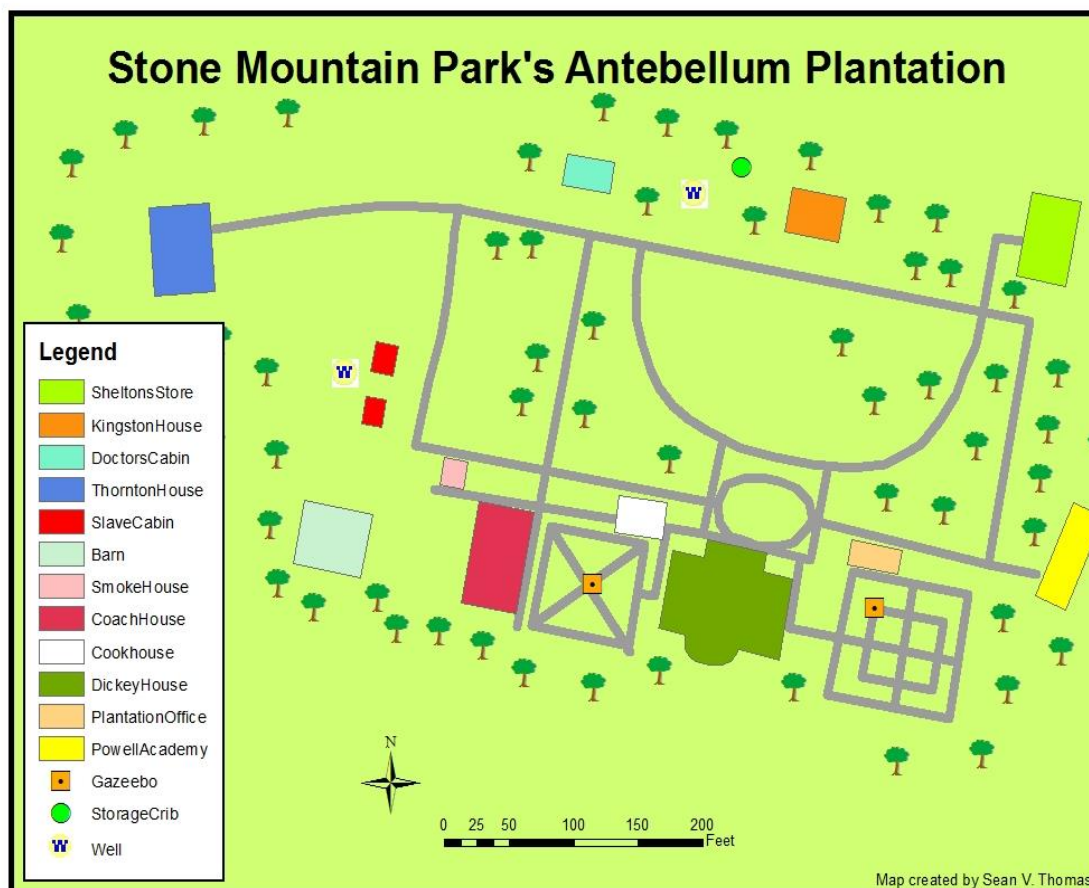 Stone Mountain Park's Antebellum Plantation
W
W
Legend
SheltonsStore
KingstonHouse
DoctorsCabin
ThorntonHouse
SlaveCabin
Barn
SmokeHouse
CoachHouse
Cookhouse
DickeyHouse
PlantationOffice
PowellAcademy
Gazeebo
StorageCrib
W Well
N
0 25 50 100 150 200
Feet
Map created by Sean V. Thomas